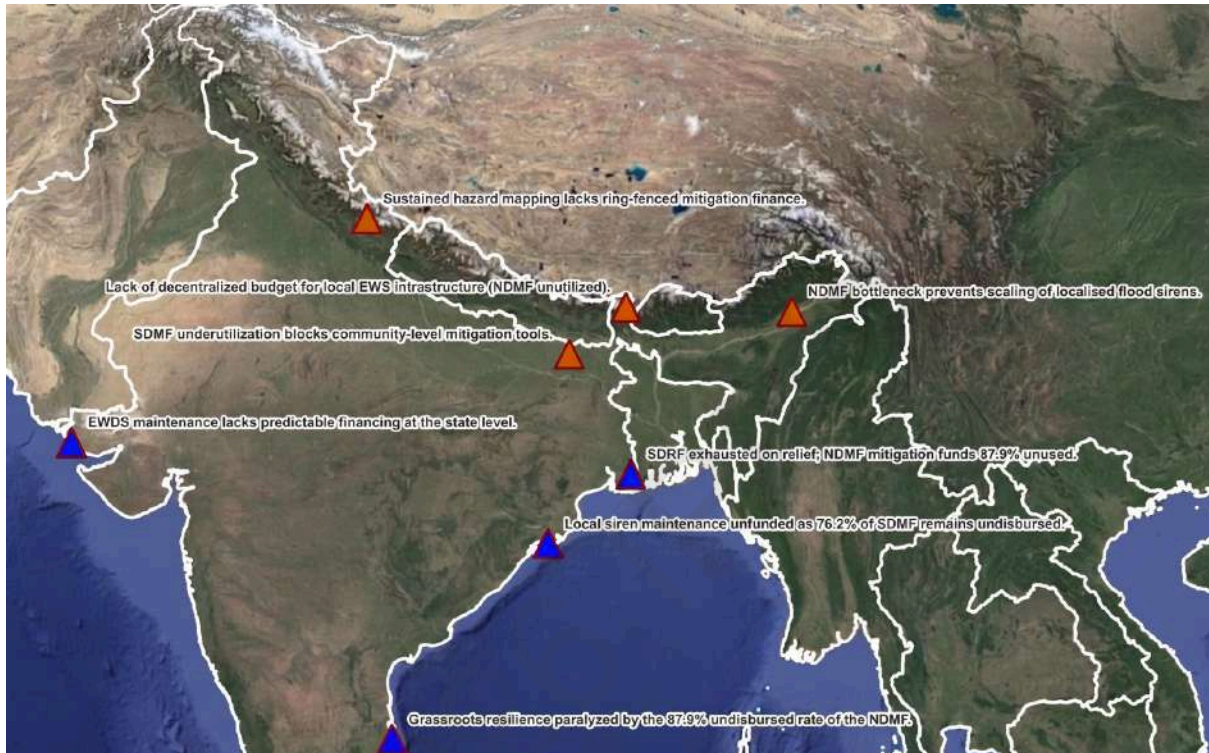 Sustained hazard mapping lacks ring-fenced mitigation finance.
Lack of decentralized budget for local EWS intrastructure (NDMF unutilized).
NDMF bottleneck prevents scaling of localised flood sirens.
SDMF underutilization blocks community-level mitigation tools.
EWDS maintenance lacks predictable financing at the state level.
SDRF exhausted on relief; NDMF mitigation funds 87.9% unused.
Local siren maintenance unfunded as 76.2% of SDMF remains undisbursed.
Grassroots resilience paralyzed by the 87.9% undisbursed rate of the NDMF.